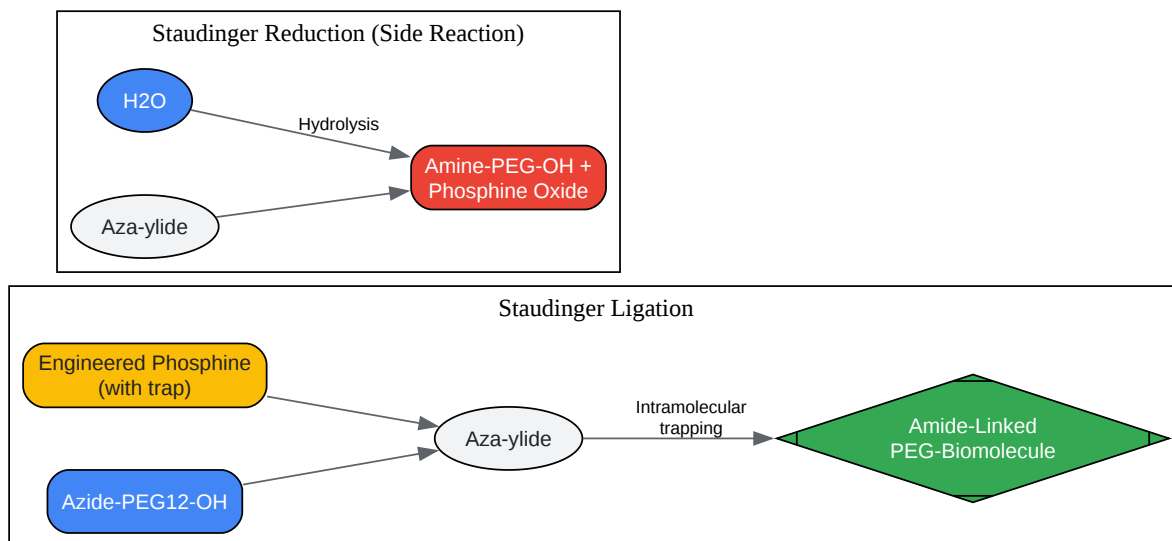 Staudinger Reduction (Side Reaction)
H2O
Hydrolysis
Amine-PEG-OH +
Phosphine Oxide
Aza-ylide
Staudinger Ligation
Engineered Phosphine
(with trap)
Azide-PEG12-OH
Aza-ylide
Intramolecular
trapping
Amide-Linked
PEG-Biomolecule